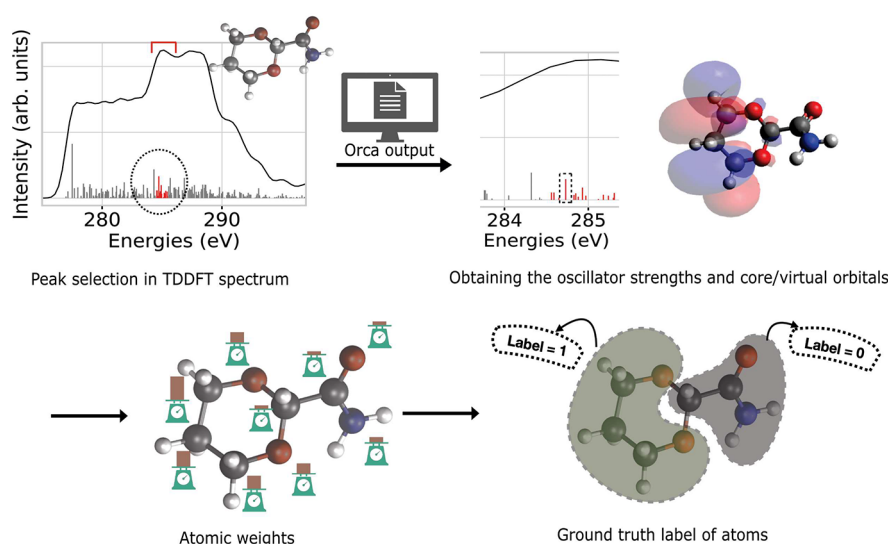 Intensity (arb. units)
280
290
Energies (eV)
Peak selection in TDDFT spectrum
Orca output
284
285
Energies (eV)
Obtaining the oscillator strengths and core/virtual orbitals
Label = 1
Label = 0
Atomic weights
Ground truth label of atoms